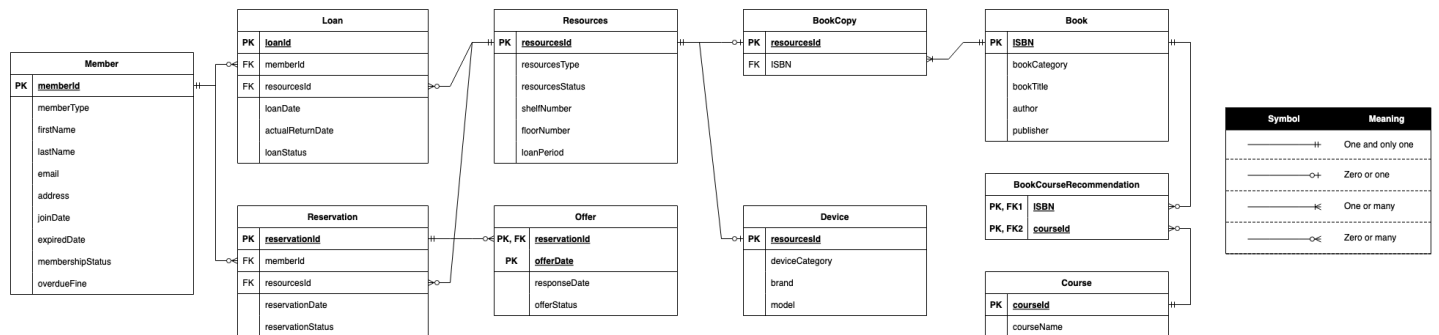 Member
PK memberId
memberType
firstName
lastName
email
address
joinDate
expiredDate
membershipStatus
overdueFine
Loan
PK loanId
FK memberId
FK resourcesId
loanDate
actualReturnDate
loanStatus
Reservation
PK reservationId
FK memberId
FK resourcesId
reservationDate
reservationStatus
Resources
PK resourcesId
resourcesType
resourcesStatus
shelfNumber
floorNumber
loanPeriod
Offer
PK, FK reservationId
PK offerDate
responseDate
offerStatus
BookCopy
PK resourcesId
FK ISBN
Device
PK resourcesId
deviceCategory
brand
model
Book
PK ISBN
bookCategory
bookTitle
author
publisher
BookCourseRecommendation
PK, FK1 ISBN
PK, FK2 courseId
Course
PK courseId
courseName
Symbol Meaning
One and only one
Zero or one
One or many
Zero or many